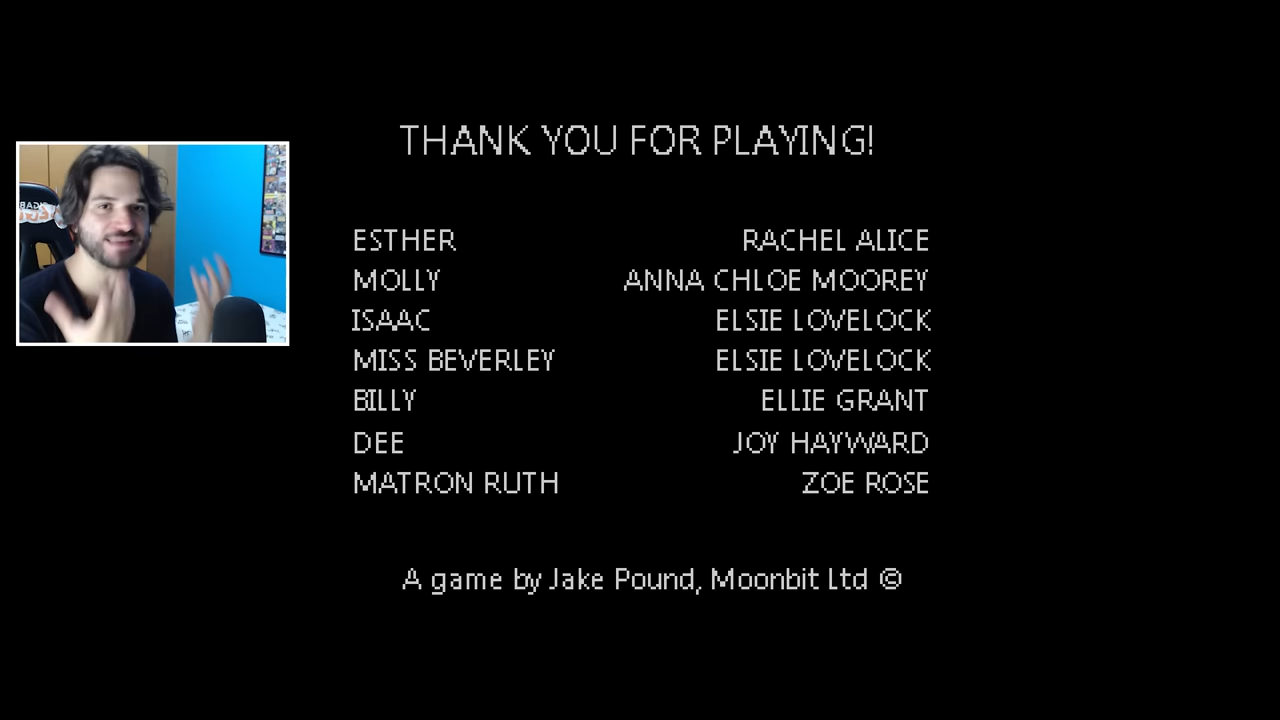 THANK YOU FOR PLAYING!
ESTHER RACHEL ALICE
MOLLY ANNA CHLOE MOOREY
ISAAC ELSIE LOVELOCK
MISS BEVERLEY ELSIE LOVELOCK
BILLY ELLIE GRANT
DEE JOY HAYWARD
MATRON RUTH ZOE ROSE
A game by Jake Pound, Moonbit Ltd ©